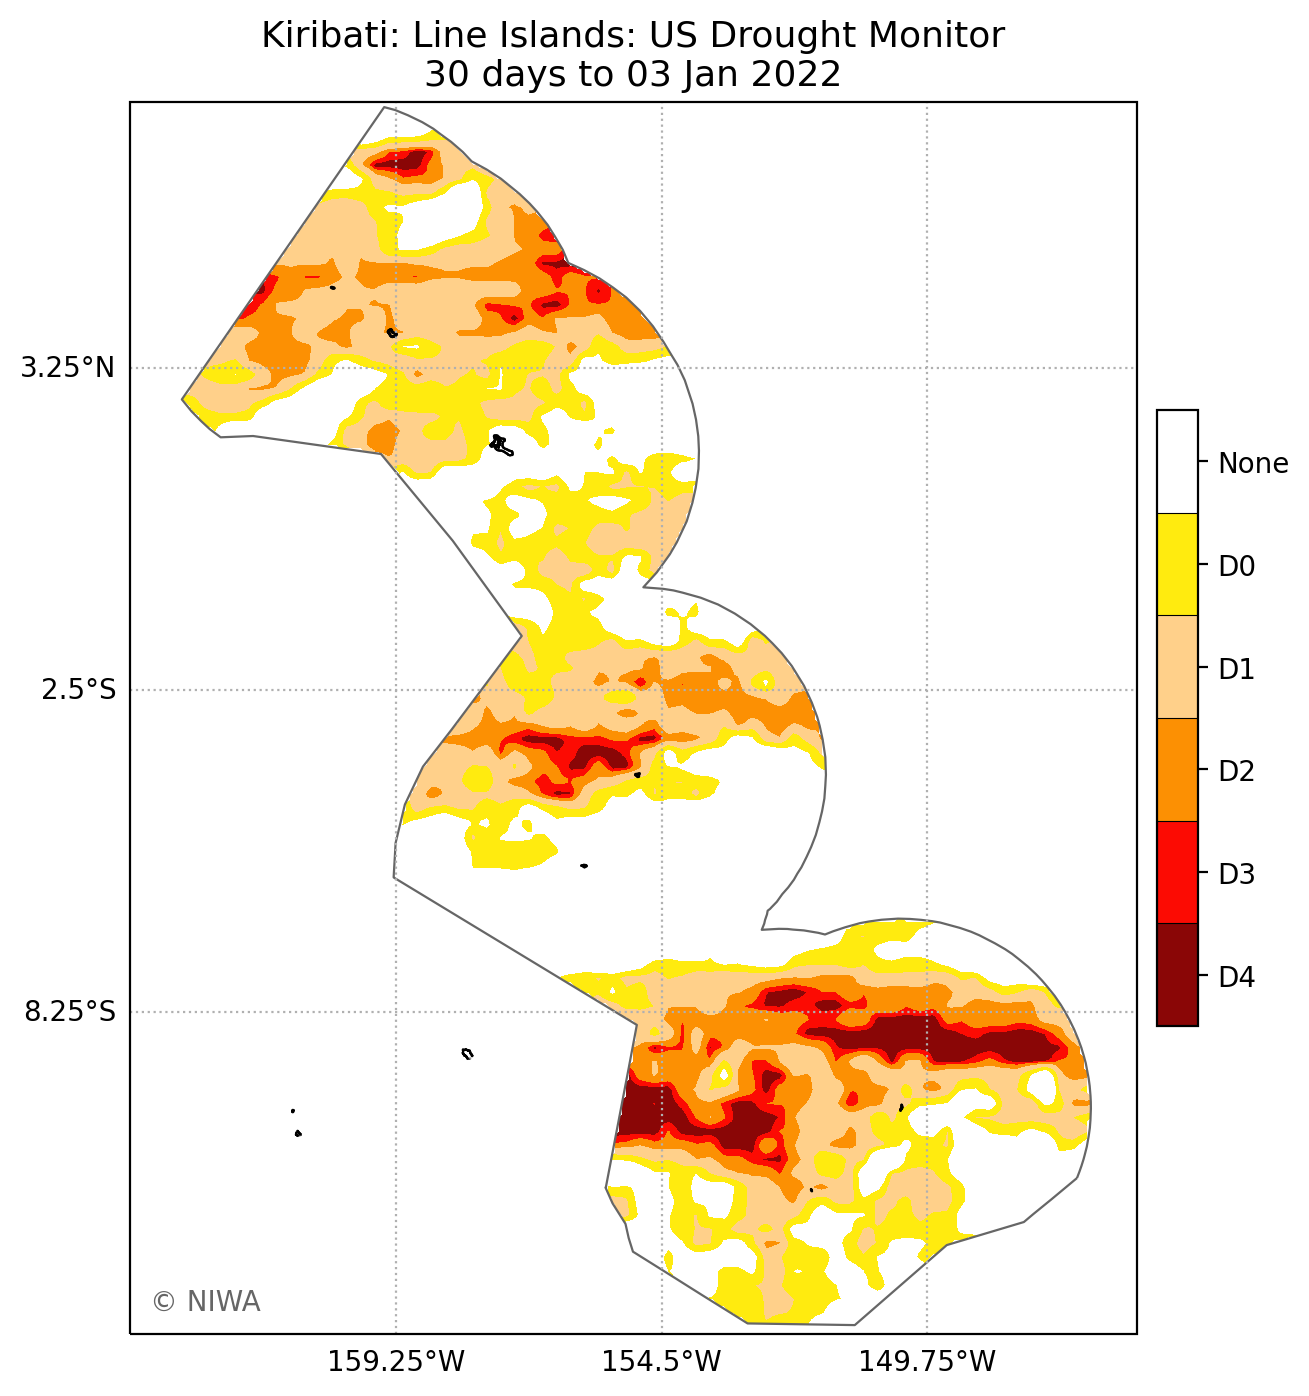 Kiribati: Line Islands: US Drought Monitor
30 days to 03 Jan 2022
3.25°N
2.5°S
8.25°S
159.25°W
154.5°W
149.75°W
None
D0
D1
D2
D3
D4
© NIWA